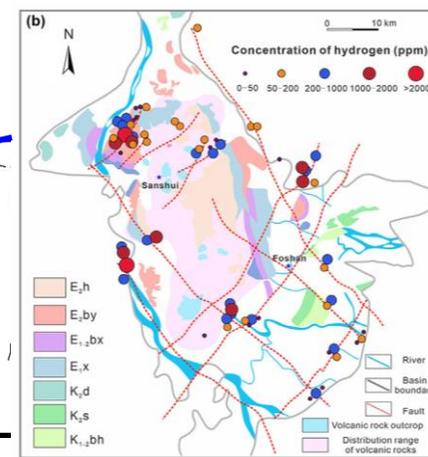 (b)
N
0 10 km
Concentration of hydrogen (ppm)
0-50 50-200 200-1000 1000-2000 >2000
Sanshui
Foshan
E₂h
E₂by
E₁₋₂bx
E₁x
K₂d
K₂s
K₁₋₂bh
River
Basin boundary
Fault
Volcanic rock outcrop
Distribution range
of volcanic rocks